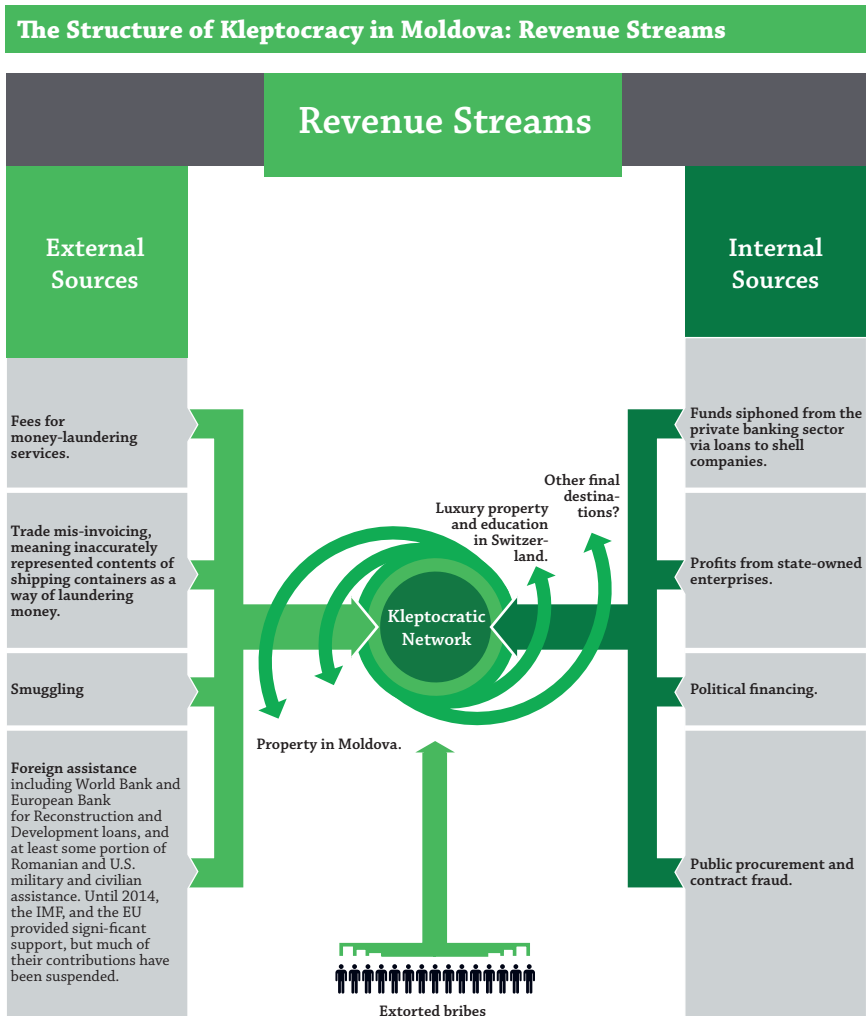 The Structure of Kleptocracy in Moldova: Revenue Streams
Revenue Streams
External
Sources
Fees for
money-laundering
services.
Trade mis-invoicing,
meaning inaccurately
represented contents of
shipping containers as a
way of laundering
money.
Smuggling
Foreign assistance
including World Bank and
European Bank
for Reconstruction and
Development loans, and
at least some portion of
Romanian and U.S.
military and civilian
assistance. Until 2014,
the IMF, and the EU
provided signi-ficant
support, but much of
their contributions have
been suspended.
Other final
destina-
tions?
Luxury property
and education
in Switzer-
land.
Kleptocratic
Network
Property in Moldova.
Extorted bribes
Internal
Sources
Funds siphoned from the
private banking sector
via loans to shell
companies.
Profits from state-owned
enterprises.
Political financing.
Public procurement and
contract fraud.